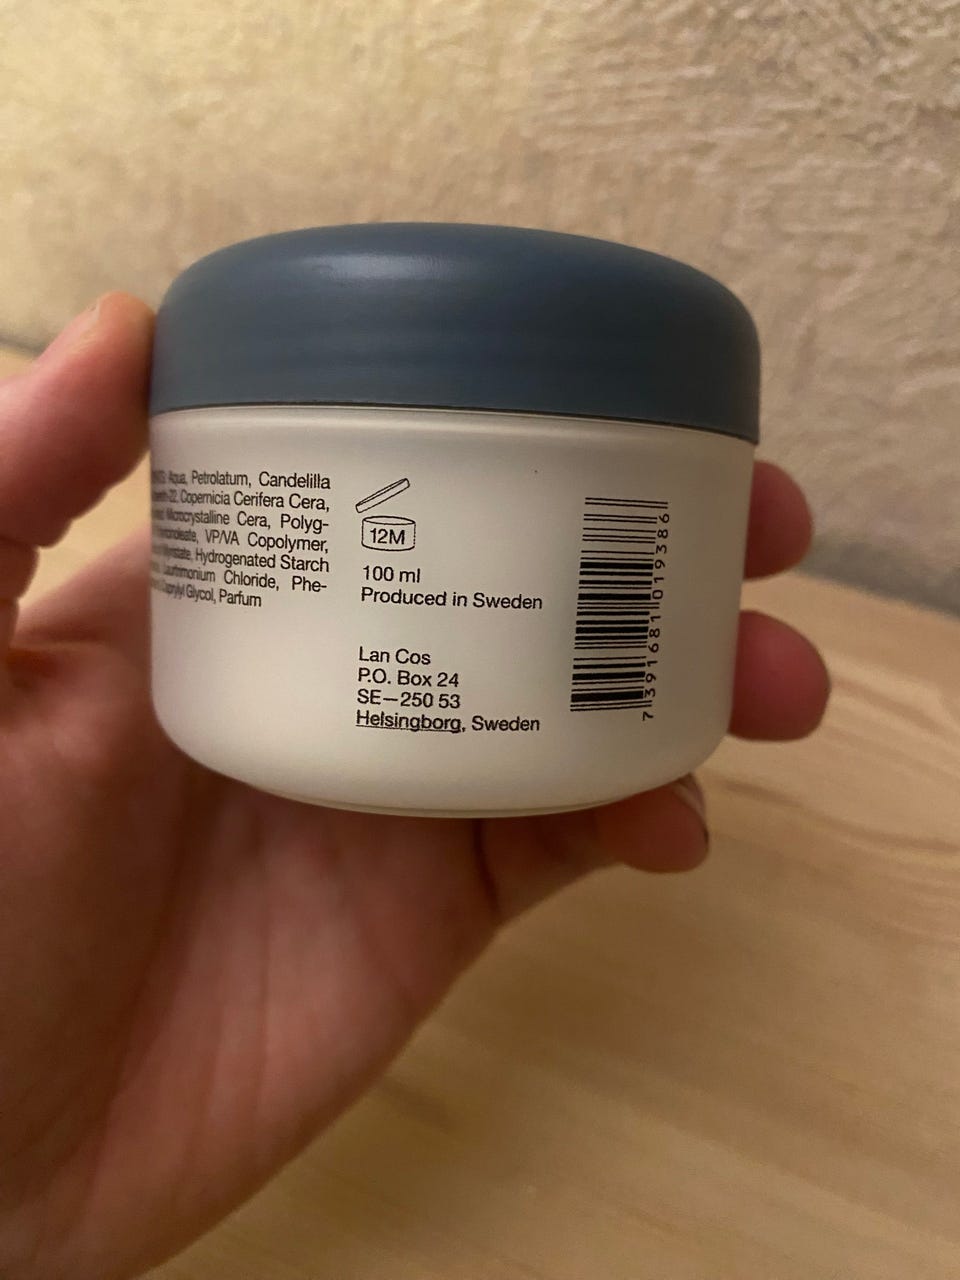 Aqua, Petrolatum, Candelilla
Copernicia Cerifera Cera,
Microcrystalline Cera, Polyg-
VP/VA Copolymer,
Hydrogenated Starch
Chloride, Phe-
Caprylyl Glycol, Parfum
12M
100 ml
Produced in Sweden
Lan Cos
P.O. Box 24
SE–250 53
Helsingborg, Sweden
7391681019386